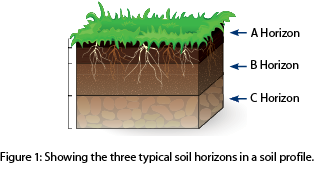 A Horizon
B Horizon
C Horizon
Figure 1: Showing the three typical soil horizons in a soil profile.